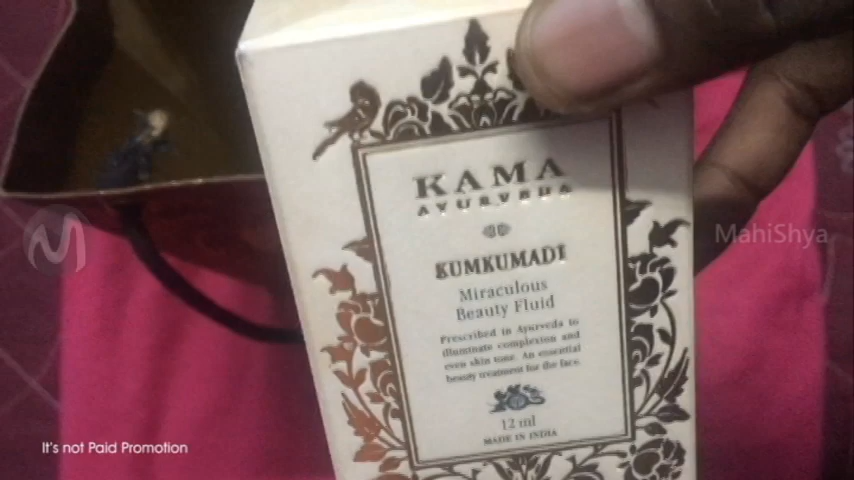 KAMA
AYURVEDA
KUMKUMADI
Miraculous
Beauty Fluid
Prescribed in Ayurveda to
illuminate complexion and
even skin tone. An essential
beauty treatment for the face.
12 ml
MADE IN INDIA
M
MahiShya
It's not Paid Promotion